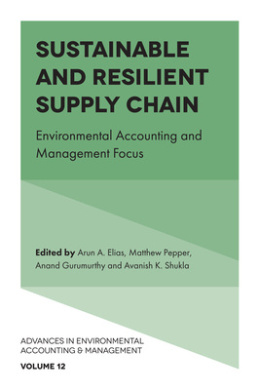 SUSTAINABLE
AND RESILIENT
SUPPLY CHAIN
Environmental Accounting and
Management Focus
Edited by Arun A. Elias, Matthew Pepper,
Anand Gurumurthy and Avanish K. Shukla
ADVANCES IN ENVIRONMENTAL
ACCOUNTING & MANAGEMENT
VOLUME 12